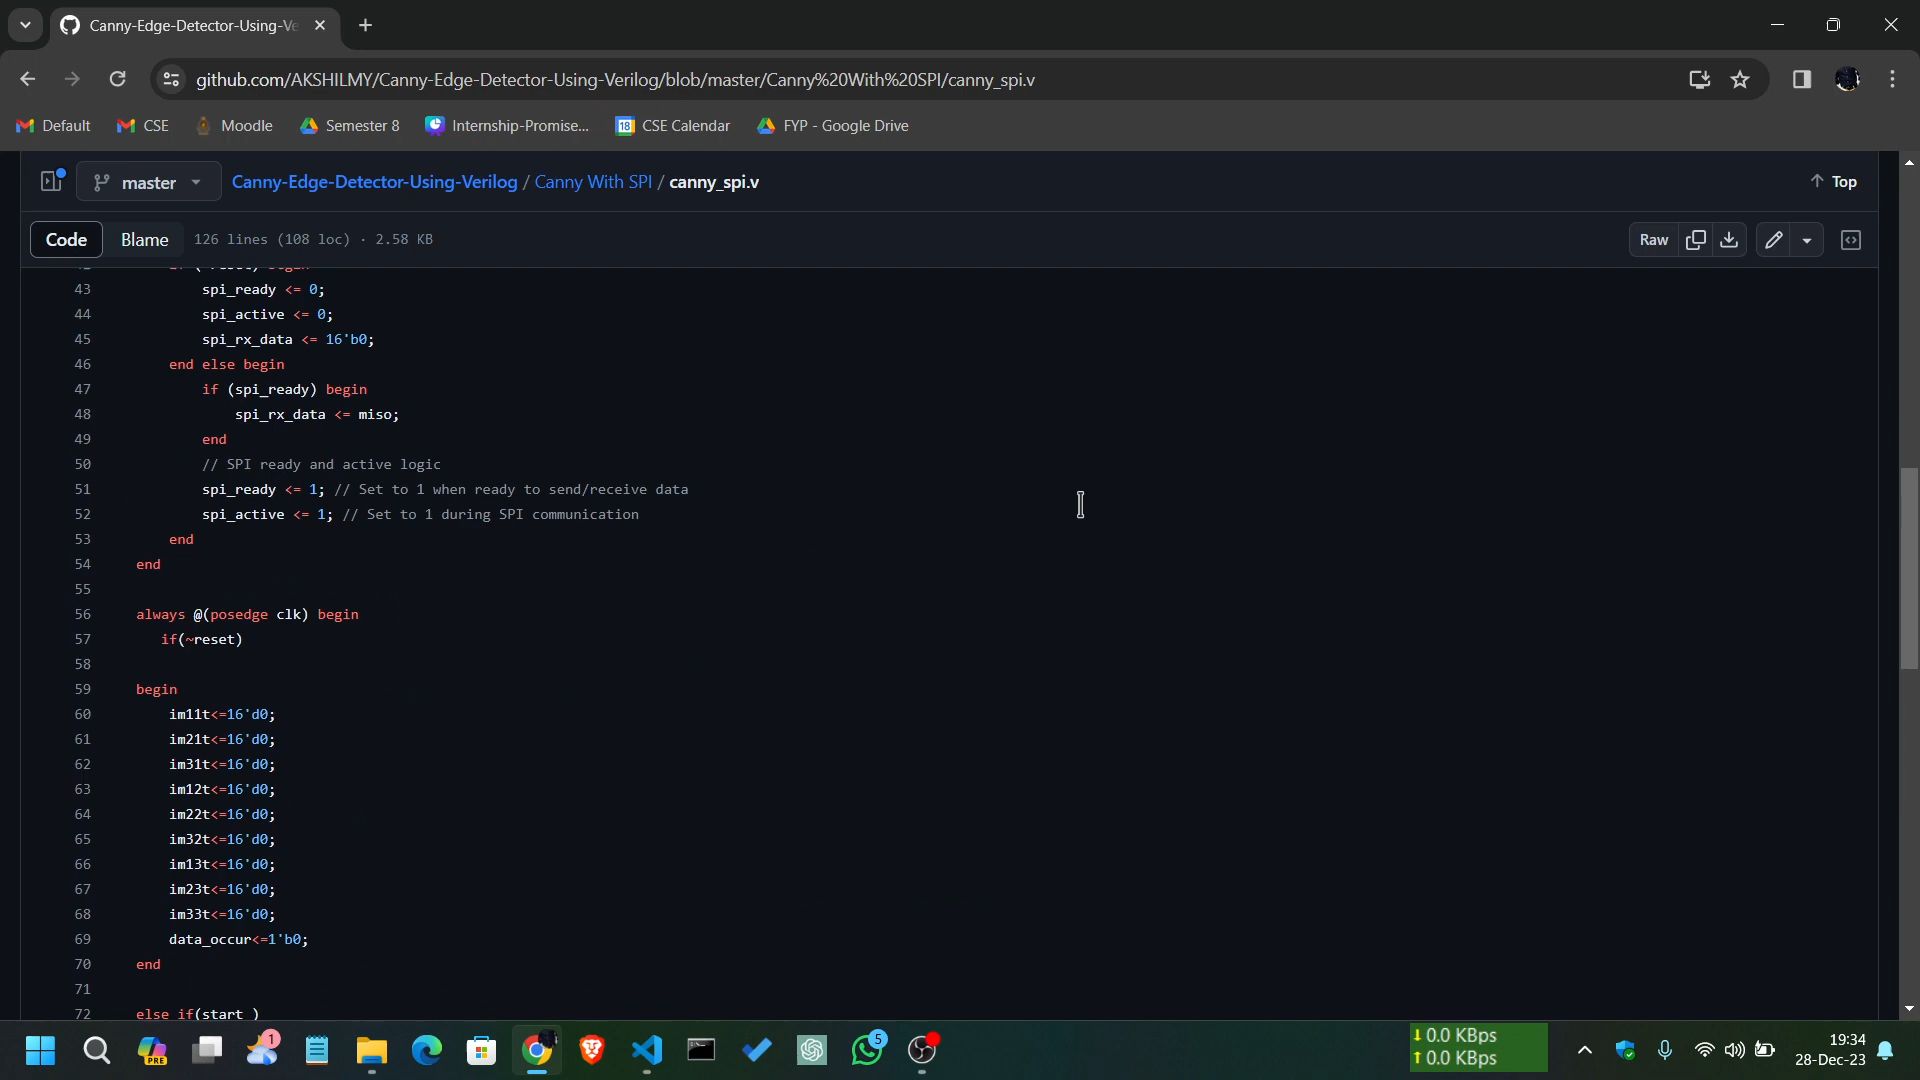 Canny-Edge-Detector-Using-Ve
github.com/AKSHILMY/Canny-Edge-Detector-Using-Verilog/blob/master/Canny%20With%20SPI/canny_spi.v
Default CSE Moodle Semester 8 Internship-Promise... 18 CSE Calendar FYP - Google Drive
master Canny-Edge-Detector-Using-Verilog / Canny With SPI / canny_spi.v Top
Code Blame 126 lines (108 loc) · 2.58 KB Raw
43 spi_ready <= 0;
44 spi_active <= 0;
45 spi_rx_data <= 16'b0;
46 end else begin
47 if (spi_ready) begin
48 spi_rx_data <= miso;
49 end
50 // SPI ready and active logic
51 spi_ready <= 1; // Set to 1 when ready to send/receive data
52 spi_active <= 1; // Set to 1 during SPI communication
53 end
54 end
55
56 always @(posedge clk) begin
57 if(~reset)
58
59 begin
60 im11t<=16'd0;
61 im21t<=16'd0;
62 im31t<=16'd0;
63 im12t<=16'd0;
64 im22t<=16'd0;
65 im32t<=16'd0;
66 im13t<=16'd0;
67 im23t<=16'd0;
68 im33t<=16'd0;
69 data_occur<=1'b0;
70 end
71
72 else if(start )
PRE 1 5
↓ 0.0 KBps
↑ 0.0 KBps
19:34
28-Dec-23